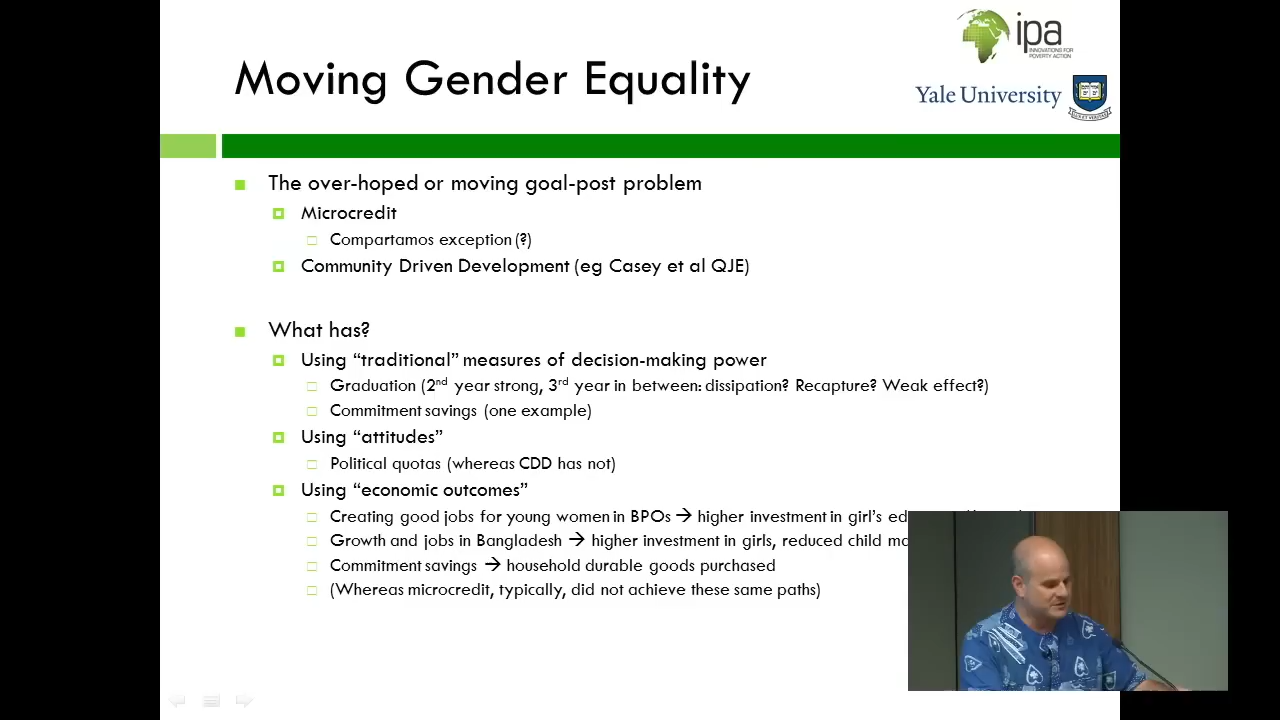 Moving Gender Equality
ipa
INNOVATIONS FOR
POVERTY ACTION
Yale University
The over-hoped or moving goal-post problem
Microcredit
Compartamos exception (?)
Community Driven Development (eg Casey et al QJE)
What has?
Using “traditional” measures of decision-making power
Graduation (2nd year strong, 3rd year in between: dissipation? Recapture? Weak effect?)
Commitment savings (one example)
Using “attitudes”
Political quotas (whereas CDD has not)
Using “economic outcomes”
Creating good jobs for young women in BPOs → higher investment in girl’s
Growth and jobs in Bangladesh → higher investment in girls, reduced child
Commitment savings → household durable goods purchased
(Whereas microcredit, typically, did not achieve these same paths)